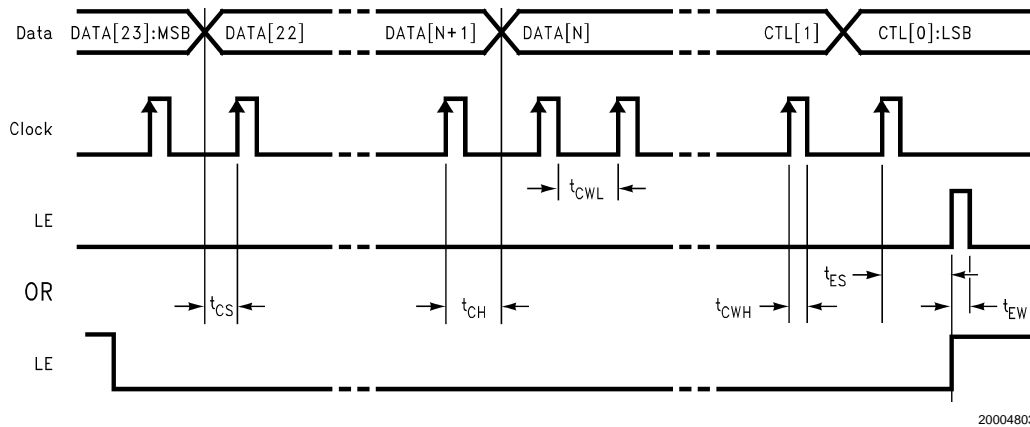 Data DATA[23]:MSB DATA[22] DATA[N+1] DATA[N] CTL[1] CTL[0]:LSB
Clock
tCWL
LE
OR
tCS tCH tCWH tES tEW
LE
20004803